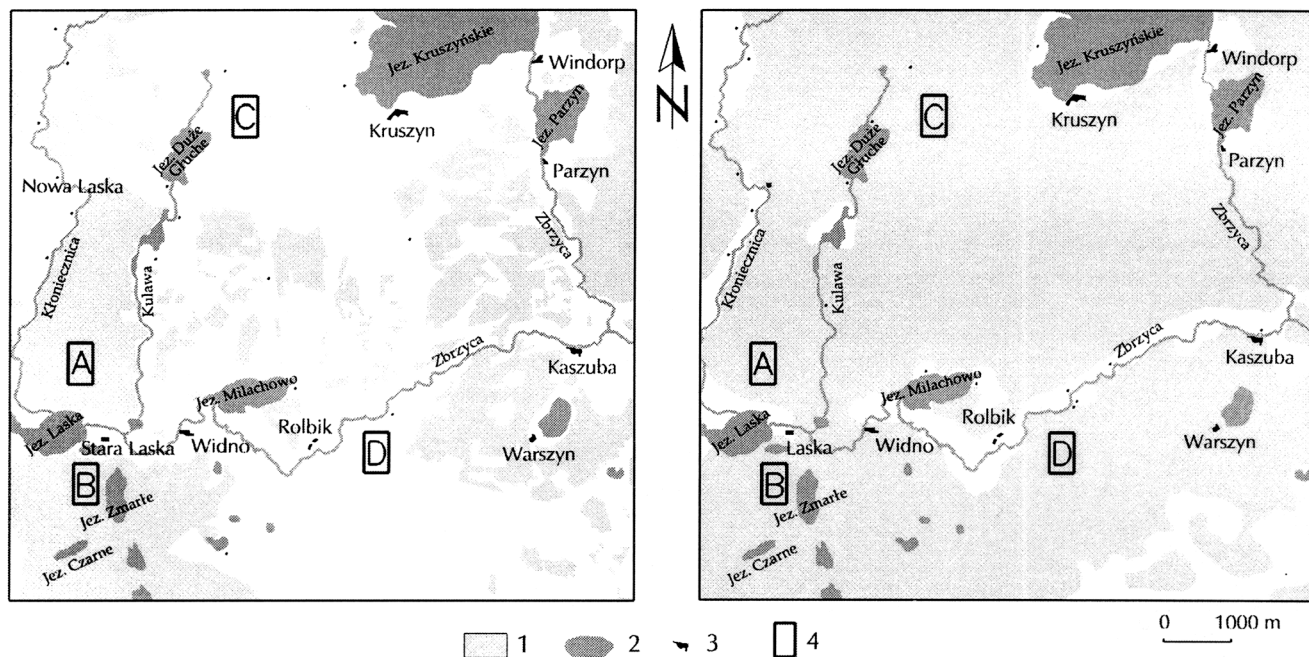 Jez. Kruszyńskie
Windorp
C
Kruszyn
Jez. Parzyn
Jez. Duże
Głuche
Parzyn
Nowa Laska
Zbrzyca
Kłoniecznica
Kulawa
Zbrzyca
A
Kaszuba
Jez. Milachowo
Jez. Laska
Rolbik
Stara Laska
Widno
D
Warszyn
B
Jez. Zmarłe
Jez. Czarne
N
Jez. Kruszyńskie
Windorp
C
Kruszyn
Jez. Parzyn
Jez. Duże
Głuche
Parzyn
Zbrzyca
Kłoniecznica
Kulawa
Zbrzyca
A
Kaszuba
Jez. Milachowo
Jez. Laska
Rolbik
Laska
Widno
D
Warszyn
B
Jez. Zmarłe
Jez. Czarne
0 1000 m
1 2 3 4